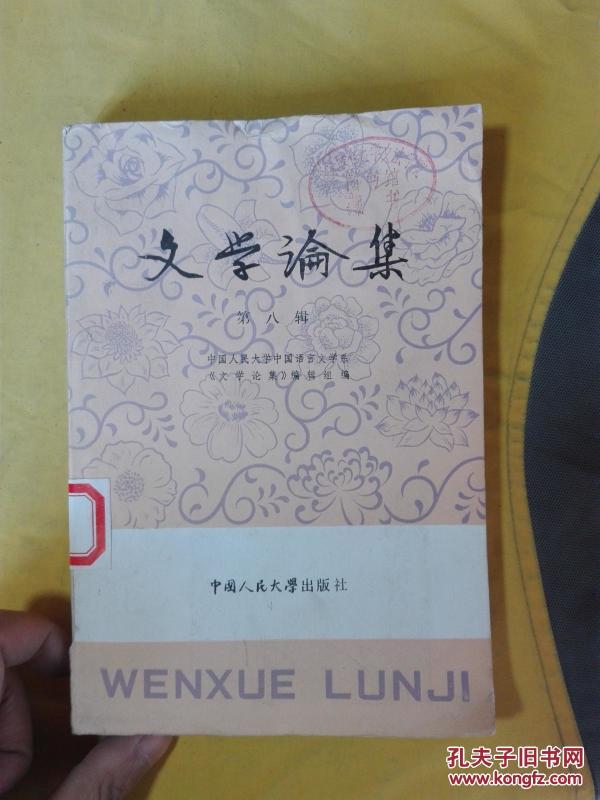 文学論集
第八辑
中国人民大学中国语言文学系
《文学论集》编辑组编
中国人民大學出版社
WENXUE LUNJI
孔夫子旧书网
www.kongfz.com